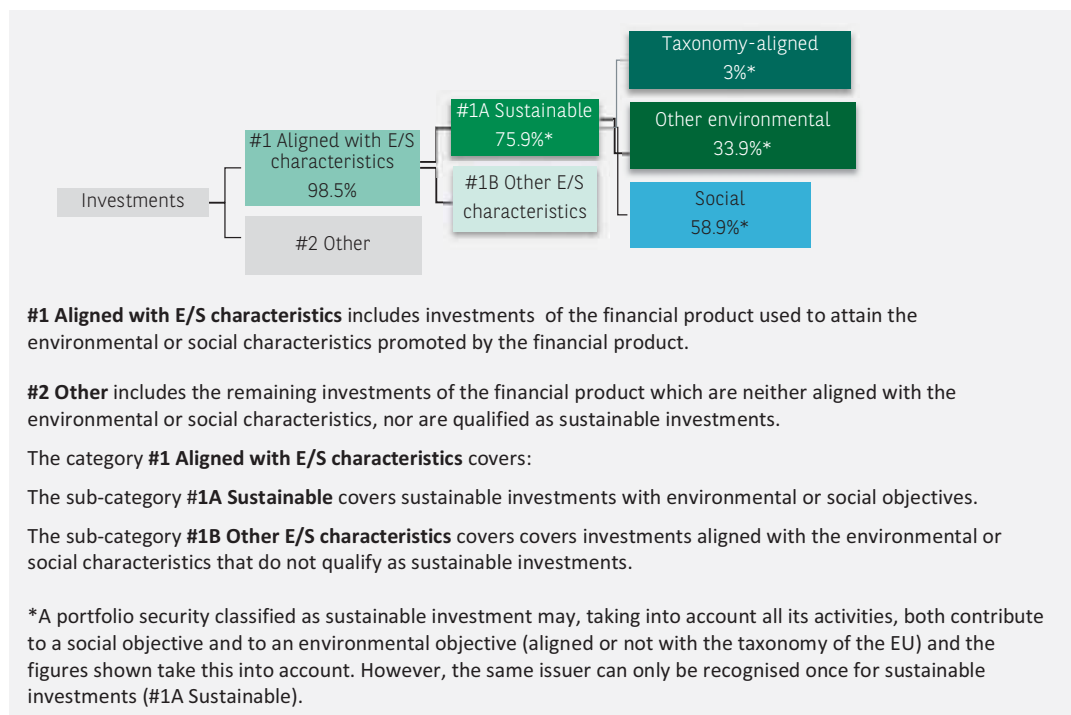 Taxonomy-aligned
3%*
#1A Sustainable
75.9%*
Other environmental
33.9%*
#1 Aligned with E/S
characteristics
98.5%
#1B Other E/S
characteristics
Investments
Social
58.9%*
#2 Other
#1 Aligned with E/S characteristics includes investments of the financial product used to attain the
environmental or social characteristics promoted by the financial product.
#2 Other includes the remaining investments of the financial product which are neither aligned with the
environmental or social characteristics, nor are qualified as sustainable investments.
The category #1 Aligned with E/S characteristics covers:
The sub-category #1A Sustainable covers sustainable investments with environmental or social objectives.
The sub-category #1B Other E/S characteristics covers covers investments aligned with the environmental or
social characteristics that do not qualify as sustainable investments.
*A portfolio security classified as sustainable investment may, taking into account all its activities, both contribute
to a social objective and to an environmental objective (aligned or not with the taxonomy of the EU) and the
figures shown take this into account. However, the same issuer can only be recognised once for sustainable
investments (#1A Sustainable).